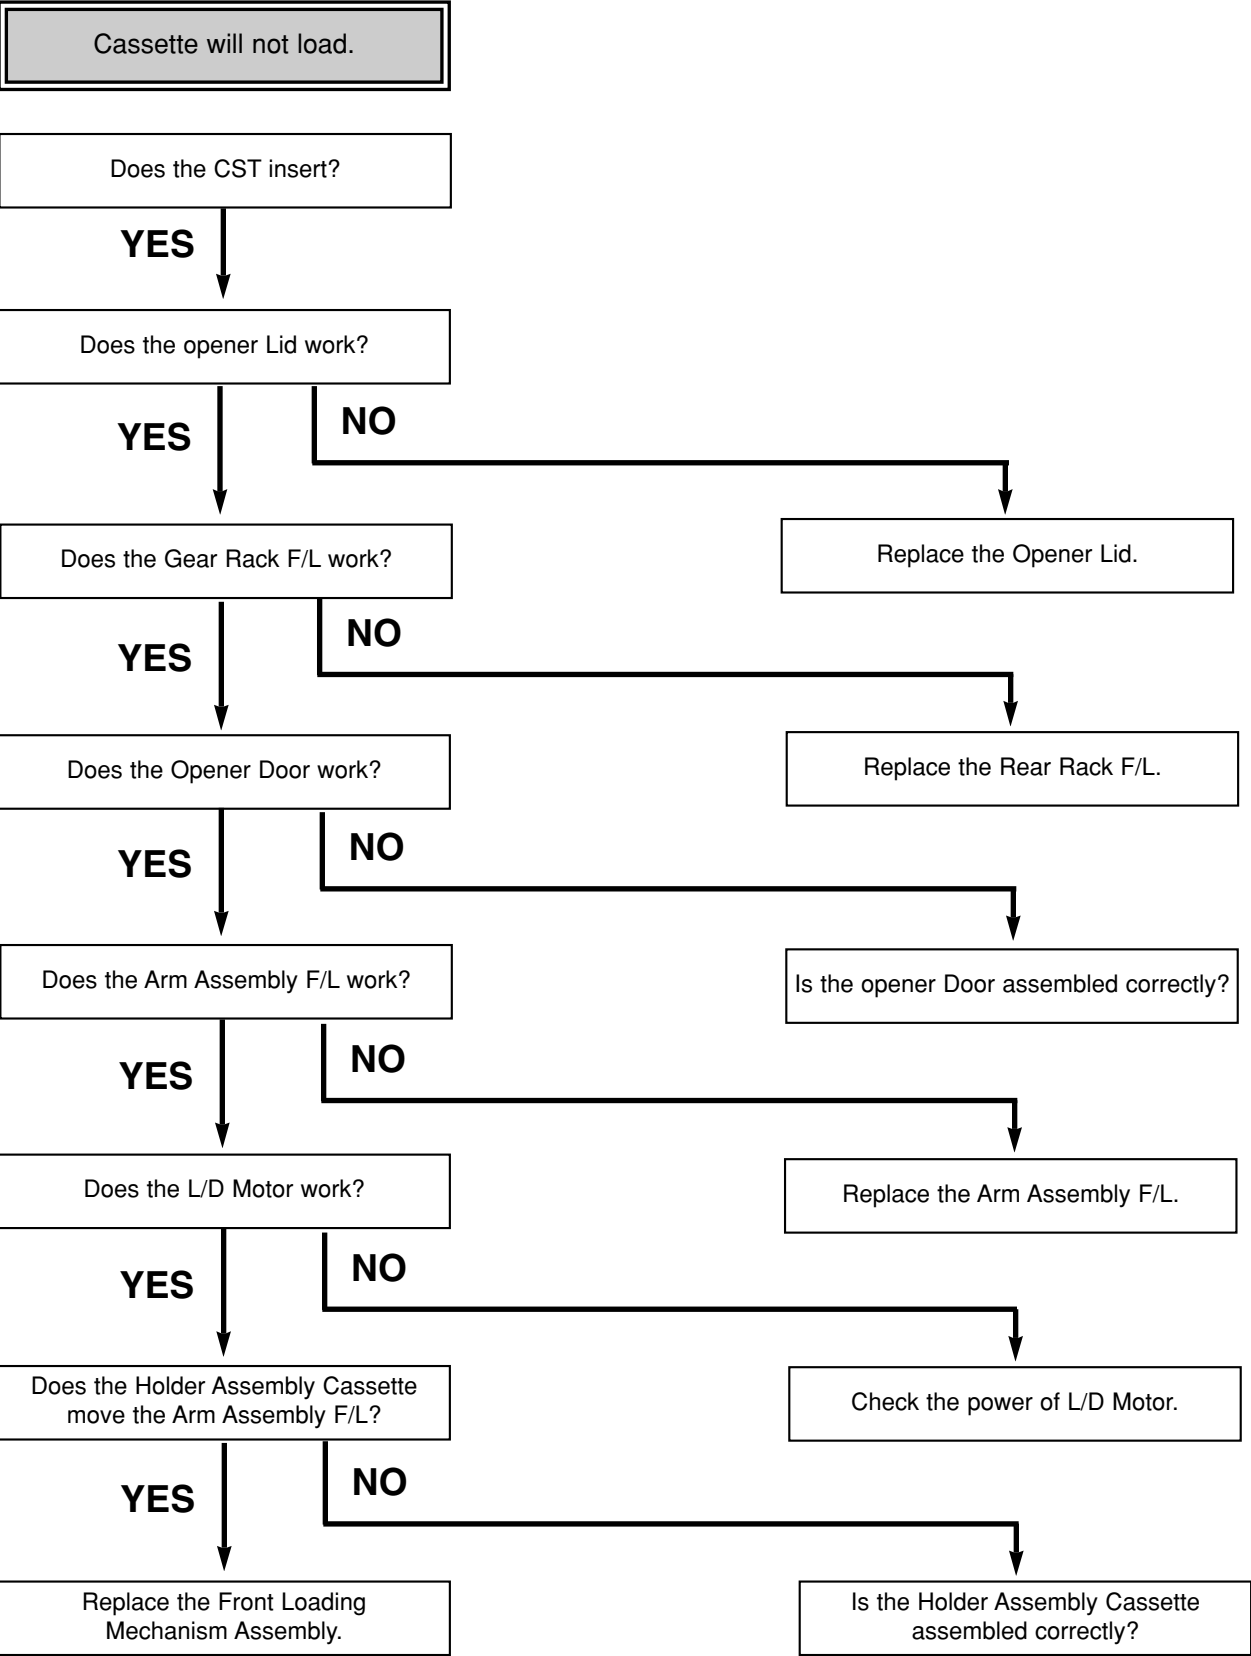 Cassette will not load.
Does the CST insert?
YES
Does the opener Lid work?
YES
NO
Does the Gear Rack F/L work?
Replace the Opener Lid.
YES
NO
Does the Opener Door work?
Replace the Rear Rack F/L.
YES
NO
Does the Arm Assembly F/L work?
Is the opener Door assembled correctly?
YES
NO
Does the L/D Motor work?
Replace the Arm Assembly F/L.
YES
NO
Does the Holder Assembly Cassette
move the Arm Assembly F/L?
Check the power of L/D Motor.
YES
NO
Replace the Front Loading
Mechanism Assembly.
Is the Holder Assembly Cassette
assembled correctly?